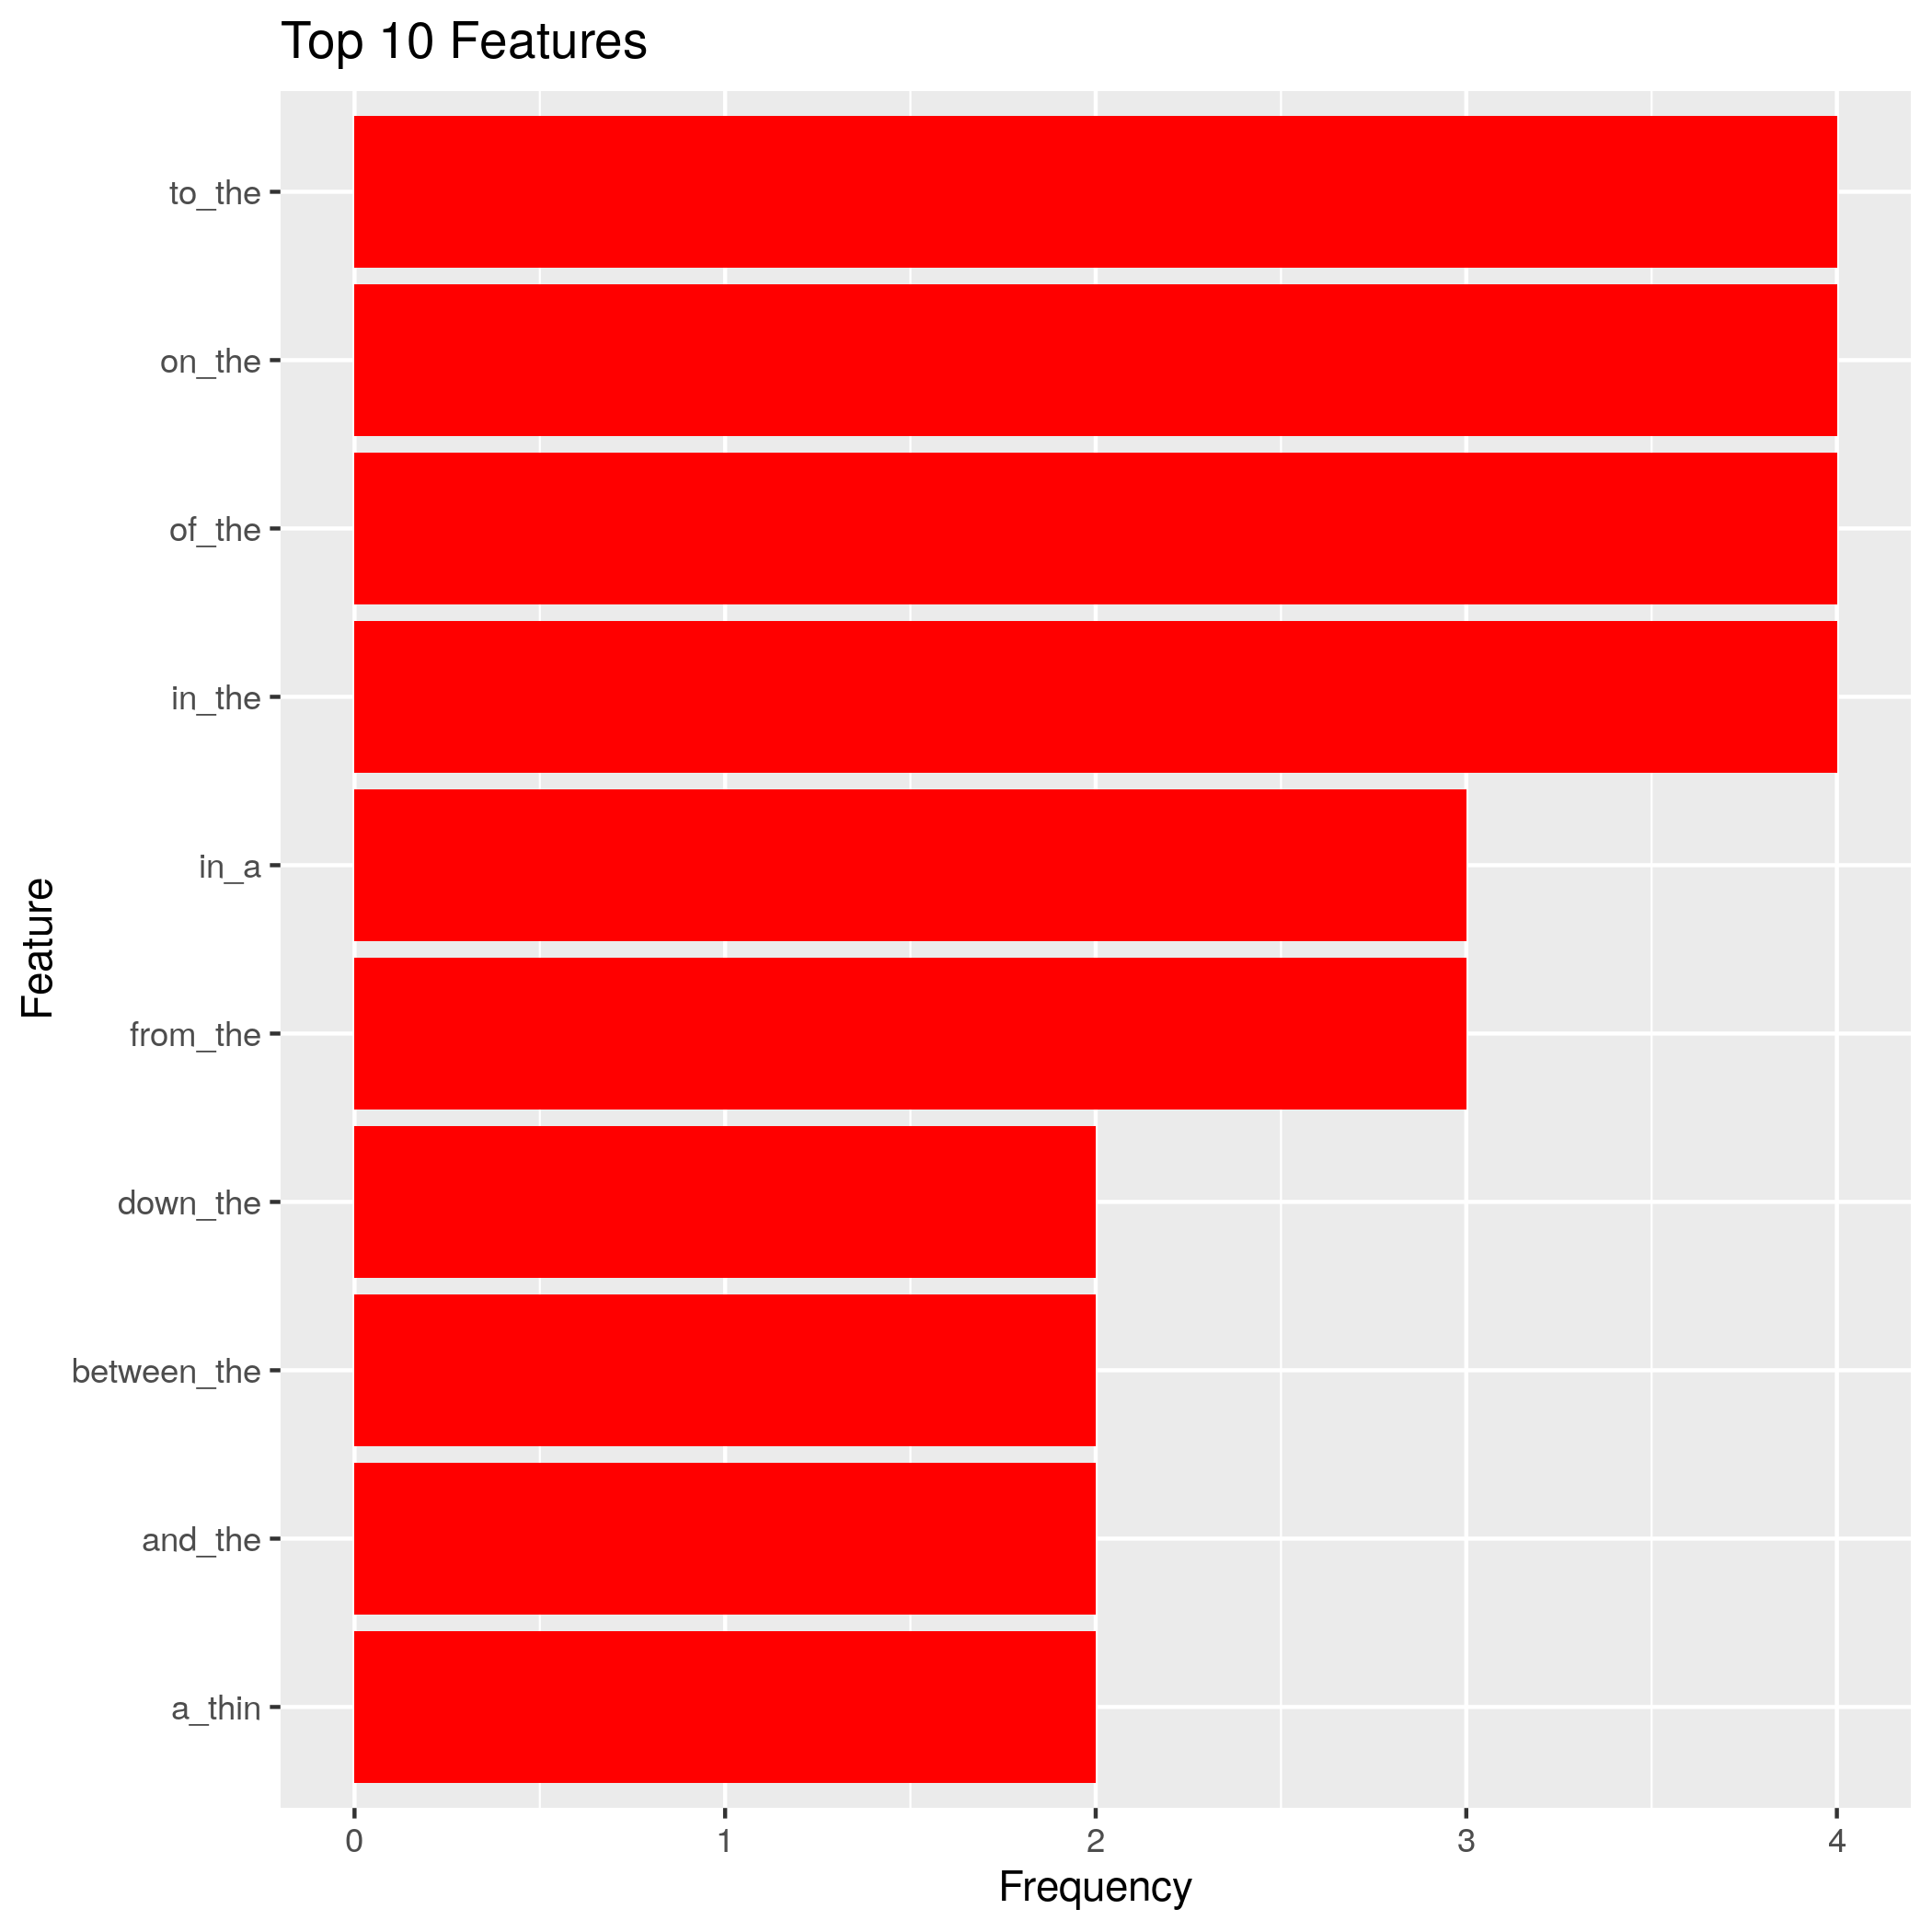 Top 10 Features
to_the
on_the
of_the
in_the
in_a
from_the
down_the
between_the
and_the
a_thin
Feature
0 1 2 3 4
Frequency